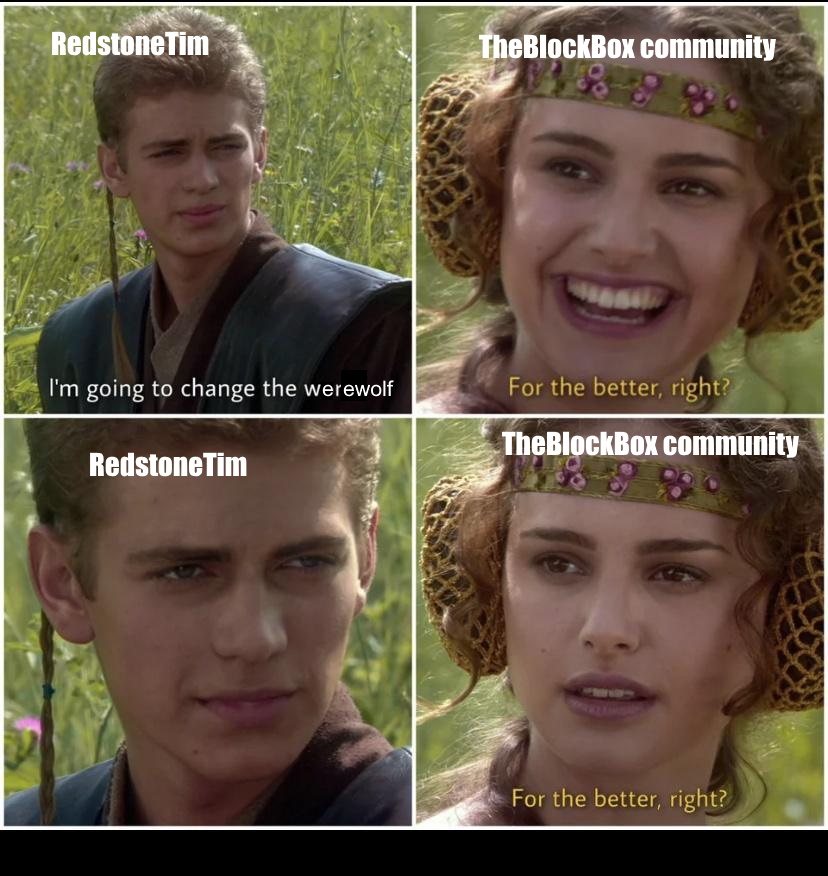 RedstoneTim
TheBlockBox community
I'm going to change the werewolf
For the better, right?
RedstoneTim
TheBlockBox community
For the better, right?